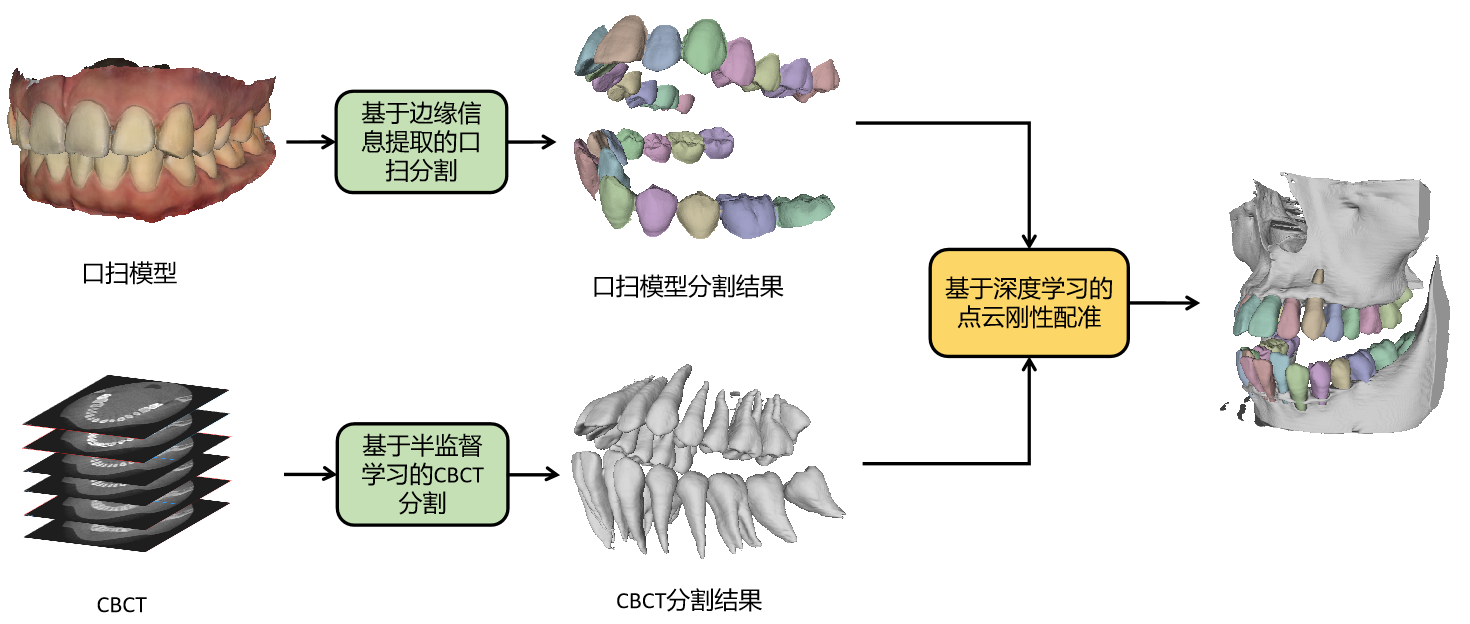 基于边缘信
息提取的口
扫分割
口扫模型
口扫模型分割结果
基于深度学习的
点云刚性配准
基于半监督
学习的CBCT
分割
CBCT
CBCT分割结果